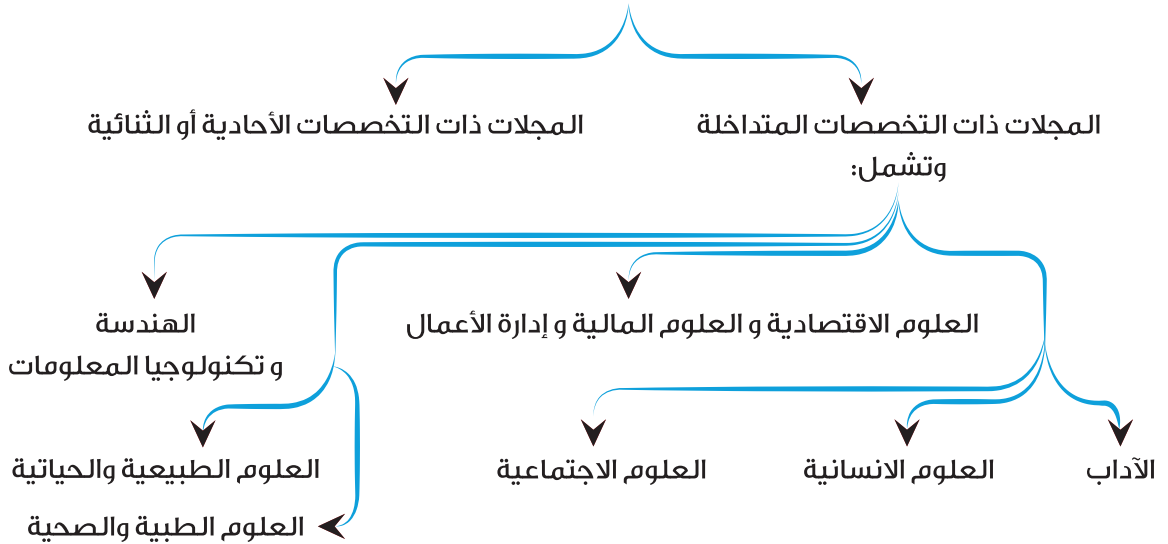 المجلات ذات التخصصات المتداخلة
وتشمل:
المجلات ذات التخصصات الأحادية أو الثنائية
العلوم الاقتصادية و العلوم المالية و إدارة الأعمال
الهندسة
و تكنولوجيا المعلومات
الآداب
العلوم الانسانية
العلوم الاجتماعية
العلوم الطبيعية والحياتية
العلوم الطبية والصحية